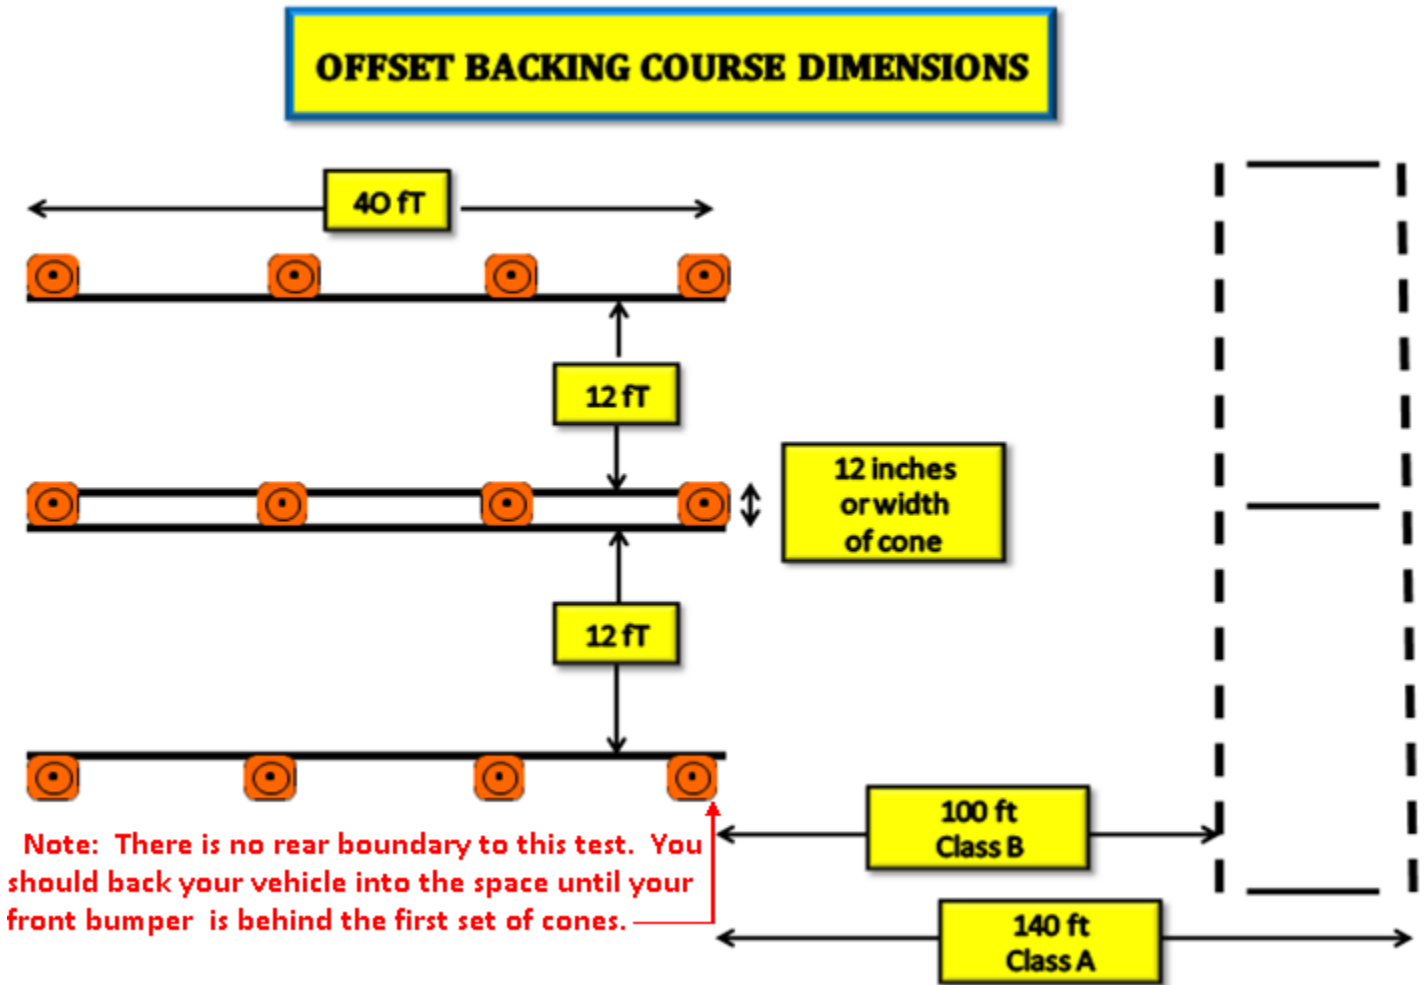 OFFSET BACKING COURSE DIMENSIONS
40 fT
12 fT
12 inches
or width
of cone
12 fT
100 ft
Class B
Note:  There is no rear boundary to this test.  You
should back your vehicle into the space until your
front bumper  is behind the first set of cones.
140 ft
Class A